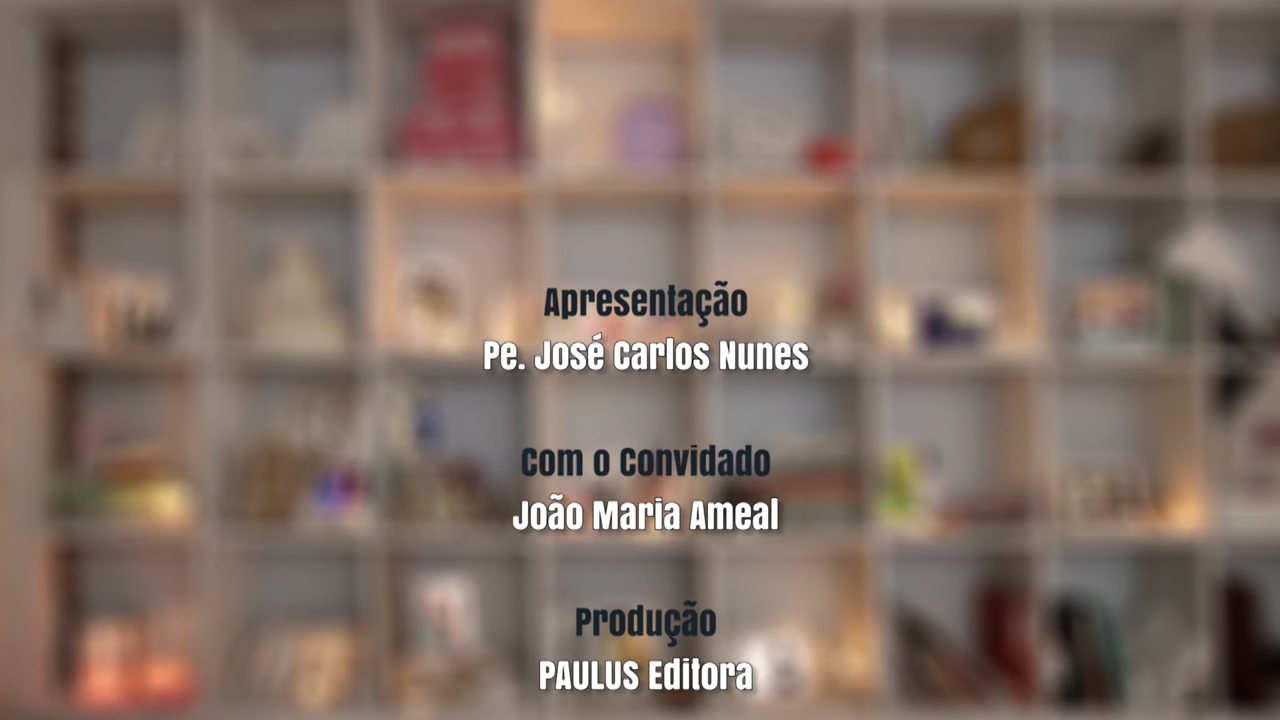 Apresentação
Pe. José Carlos Nunes
Com o Convidado
João Maria Ameal
Produção
PAULUS Editora